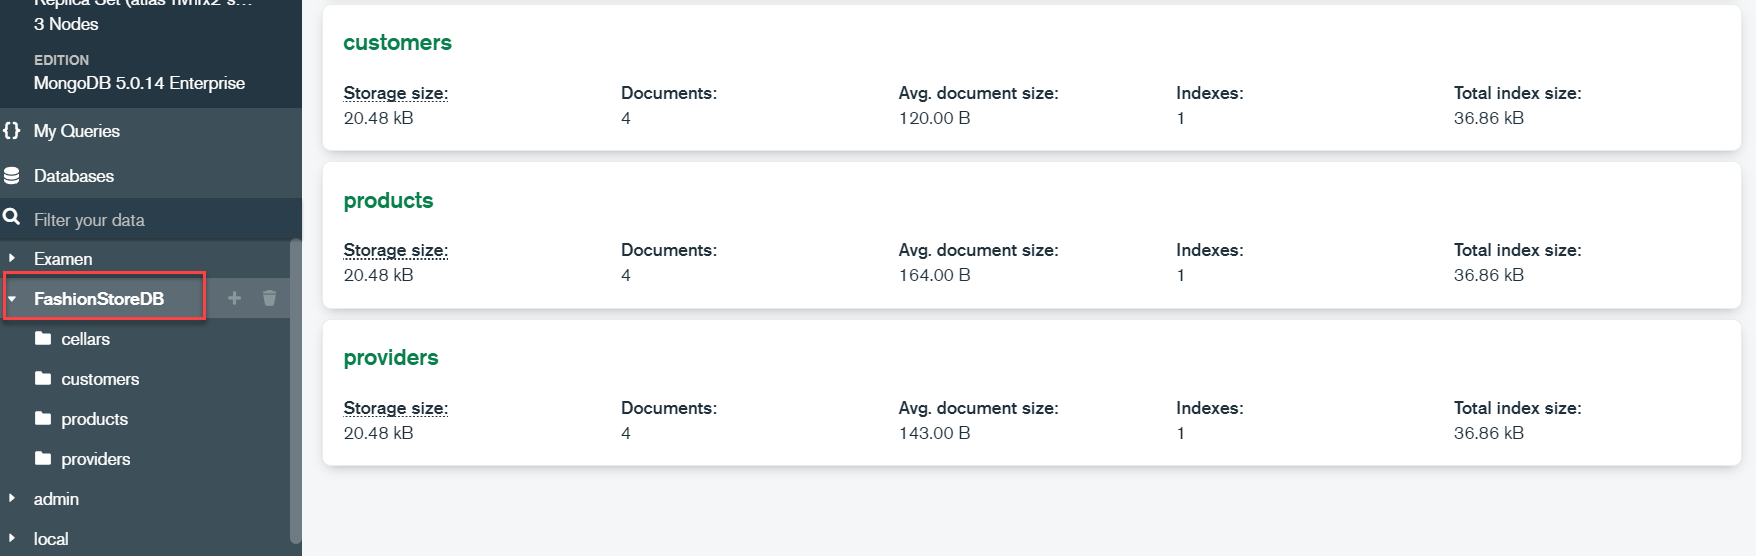 Replica Set (atlas
3 Nodes
EDITION
MongoDB 5.0.14 Enterprise
{} My Queries
Databases
Filter your data
Examen
FashionStoreDB
cellars
customers
products
providers
admin
local
customers
Storage size: Documents: Avg. document size: Indexes: Total index size:
20.48 kB 4 120.00 B 1 36.86 kB
products
Storage size: Documents: Avg. document size: Indexes: Total index size:
20.48 kB 4 164.00 B 1 36.86 kB
providers
Storage size: Documents: Avg. document size: Indexes: Total index size:
20.48 kB 4 143.00 B 1 36.86 kB